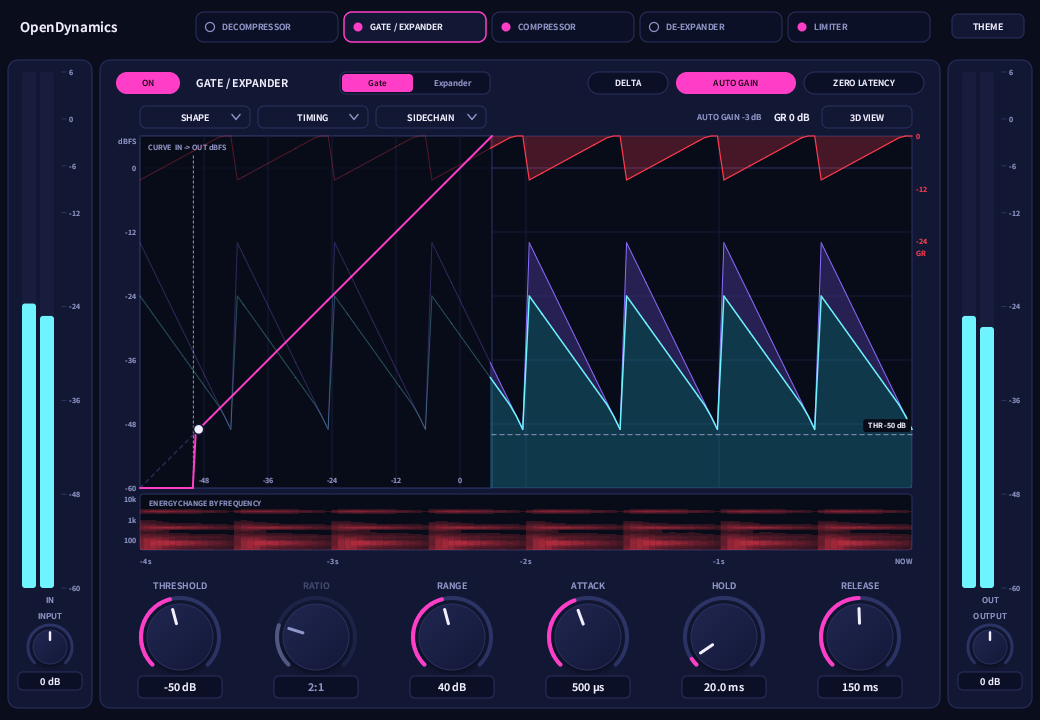 OpenDynamics
DECOMPRESSOR
GATE / EXPANDER
COMPRESSOR
DE-EXPANDER
LIMITER
THEME
ON
GATE / EXPANDER
Gate
Expander
DELTA
AUTO GAIN
ZERO LATENCY
SHAPE
TIMING
SIDECHAIN
AUTO GAIN -3 dB
GR 0 dB
3D VIEW
6
0
-6
-12
-24
-36
-48
-60
IN
INPUT
0 dB
dBFS
0
-12
-24
-36
-48
-60
CURVE IN -> OUT dBFS
-48
-36
-24
-12
0
THR -50 dB
0
-12
-24
GR
10k
1k
100
ENERGY CHANGE BY FREQUENCY
-4s
-3s
-2s
-1s
NOW
THRESHOLD
RATIO
RANGE
ATTACK
HOLD
RELEASE
-50 dB
2:1
40 dB
500 µs
20.0 ms
150 ms
6
0
-6
-12
-24
-36
-48
-60
OUT
OUTPUT
0 dB